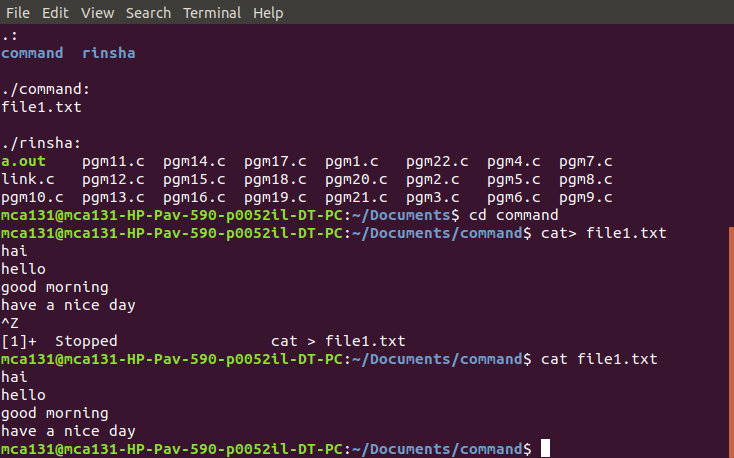 File Edit View Search Terminal Help
.:
command  rinsha
./command:
file1.txt
./rinsha:
a.out    pgm11.c  pgm14.c  pgm17.c  pgm1.c   pgm22.c  pgm4.c  pgm7.c
link.c   pgm12.c  pgm15.c  pgm18.c  pgm20.c  pgm2.c   pgm5.c  pgm8.c
pgm10.c  pgm13.c  pgm16.c  pgm19.c  pgm21.c  pgm3.c   pgm6.c  pgm9.c
mca131@mca131-HP-Pav-590-p0052il-DT-PC:~/Documents$ cd command
mca131@mca131-HP-Pav-590-p0052il-DT-PC:~/Documents/command$ cat> file1.txt
hai
hello
good morning
have a nice day
^Z
[1]+  Stopped                 cat > file1.txt
mca131@mca131-HP-Pav-590-p0052il-DT-PC:~/Documents/command$ cat file1.txt
hai
hello
good morning
have a nice day
mca131@mca131-HP-Pav-590-p0052il-DT-PC:~/Documents/command$